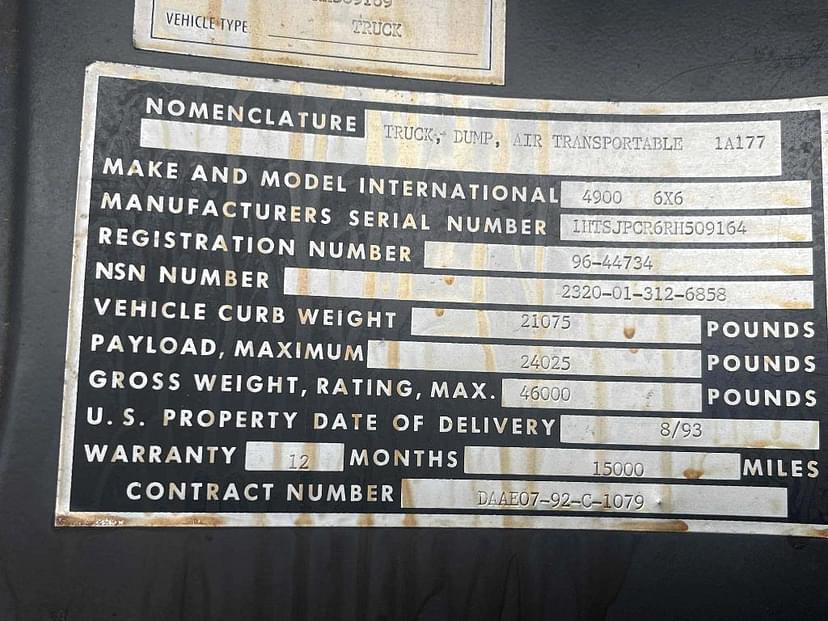 VEHICLE TYPE TRUCK
NOMENCLATURE TRUCK, DUMP, AIR TRANSPORTABLE 1A177
MAKE AND MODEL INTERNATIONAL 4900 6X6
MANUFACTURERS SERIAL NUMBER 1HTSJPCR6RH509164
REGISTRATION NUMBER 96-44734
NSN NUMBER 2320-01-312-6858
VEHICLE CURB WEIGHT 21075 POUNDS
PAYLOAD, MAXIMUM 24025 POUNDS
GROSS WEIGHT, RATING, MAX. 46000 POUNDS
U.S. PROPERTY DATE OF DELIVERY 8/93
WARRANTY 12 MONTHS 15000 MILES
CONTRACT NUMBER DAAE07-92-C-1079